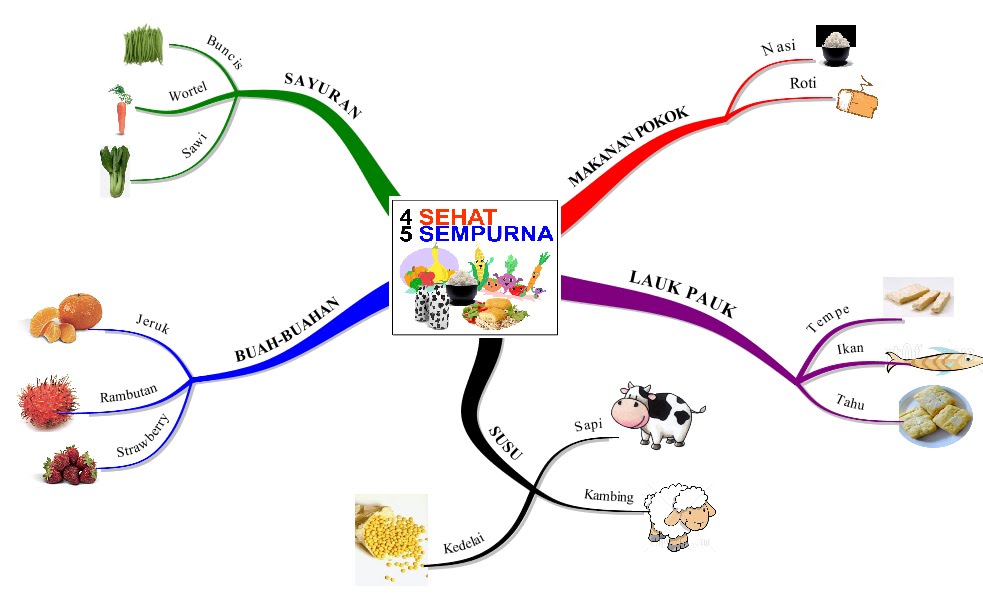 4 SEHAT
5 SEMPURNA
MAKANAN POKOK
Nasi
Roti
LAUK PAUK
Tempe
Ikan
Tahu
SUSU
Sapi
Kambing
Kedelai
BUAH-BUAHAN
Jeruk
Rambutan
Strawberry
SAYURAN
Buncis
Wortel
Sawi